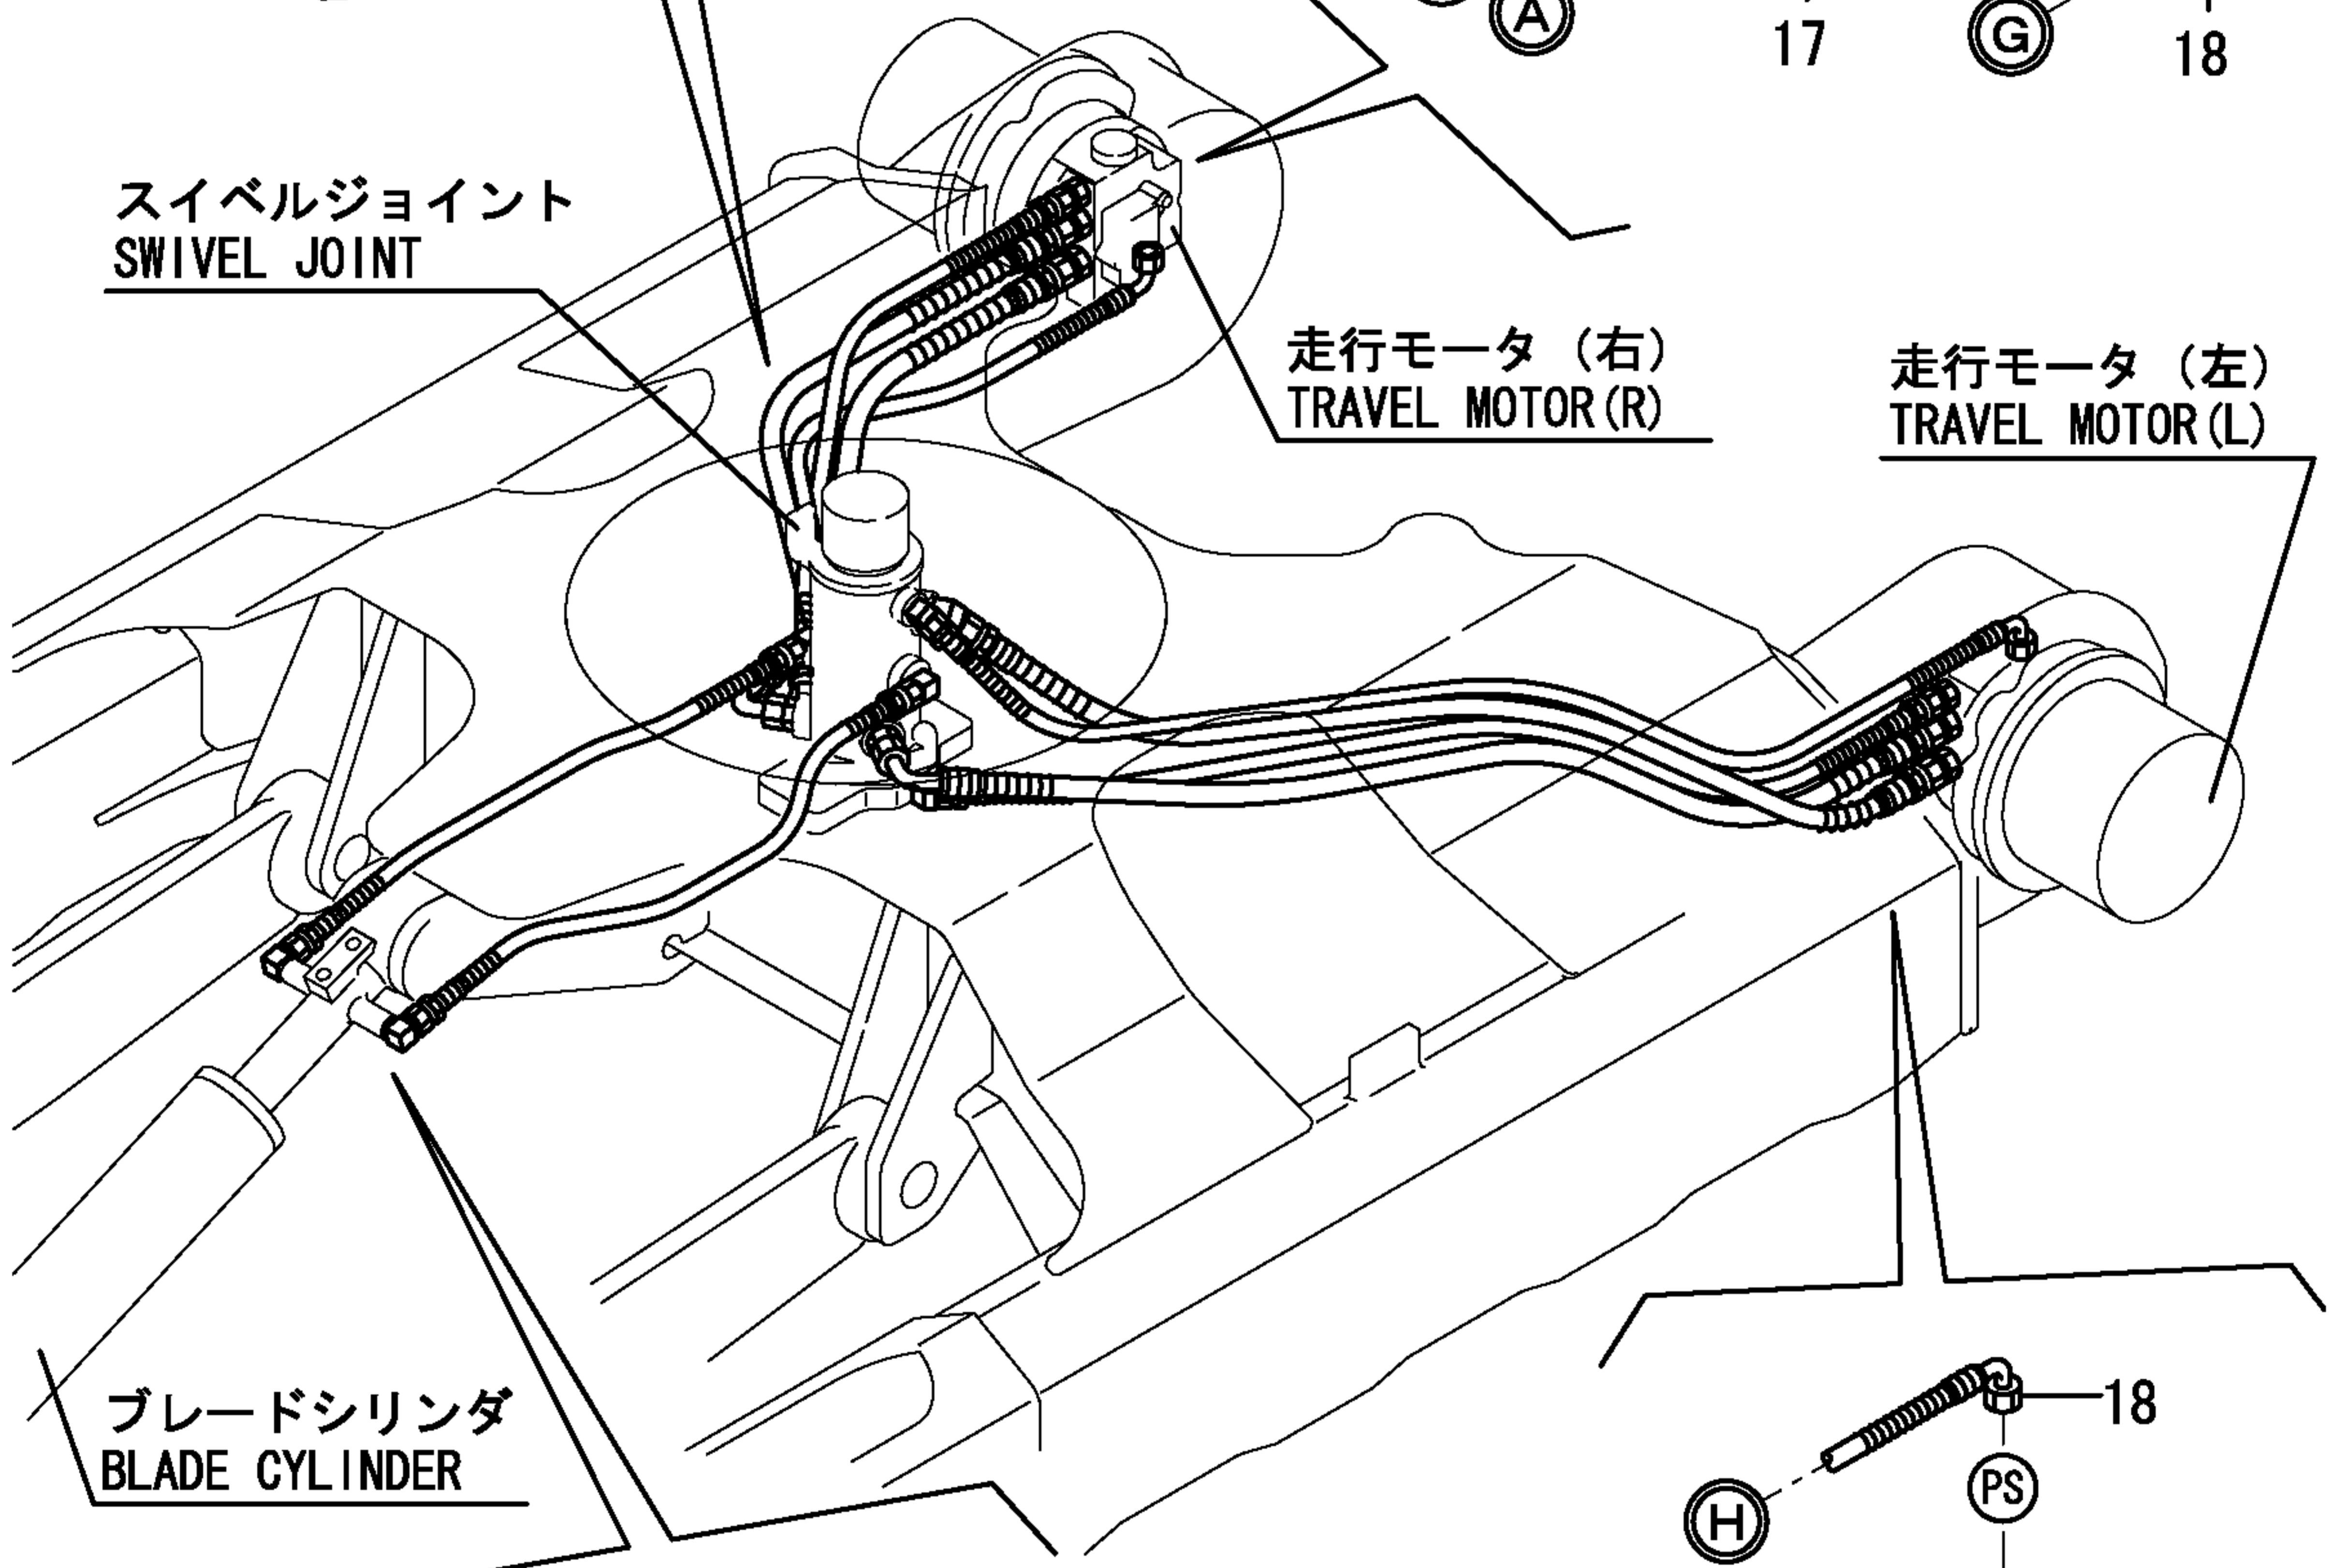 A
17
G
18
スイベルジョイント
SWIVEL JOINT
走行モータ (右)
TRAVEL MOTOR(R)
走行モータ (左)
TRAVEL MOTOR(L)
ブレードシリンダ
BLADE CYLINDER
18
PS
H